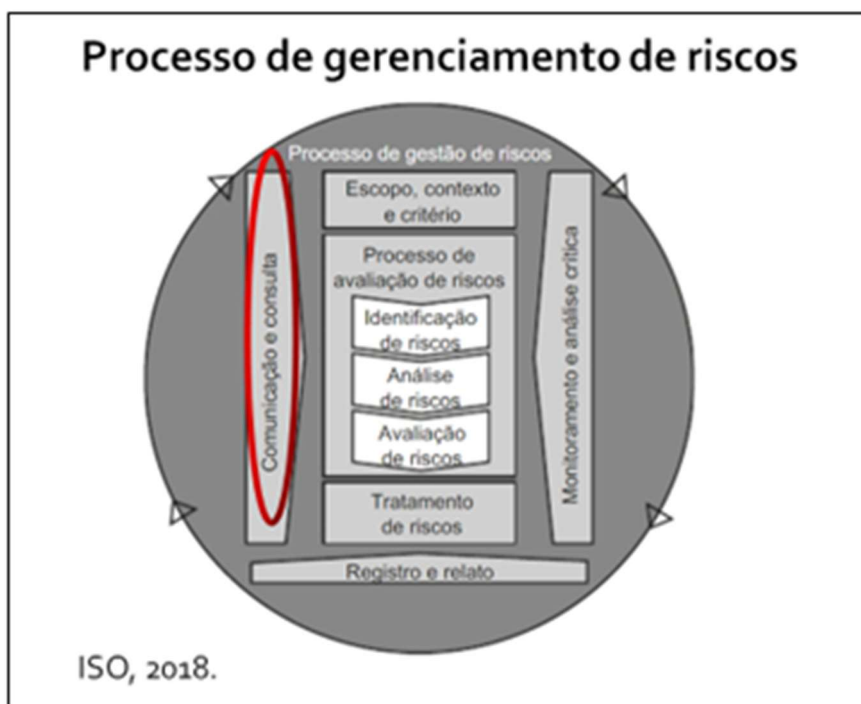 Processo de gerenciamento de riscos
Processo de gestão de riscos
Comunicação e consulta
Escopo, contexto
e critério
Processo de
avaliação de riscos
Identificação
de riscos
Análise
de riscos
Avaliação
de riscos
Tratamento
de riscos
Monitoramento e análise crítica
Registro e relato
ISO, 2018.